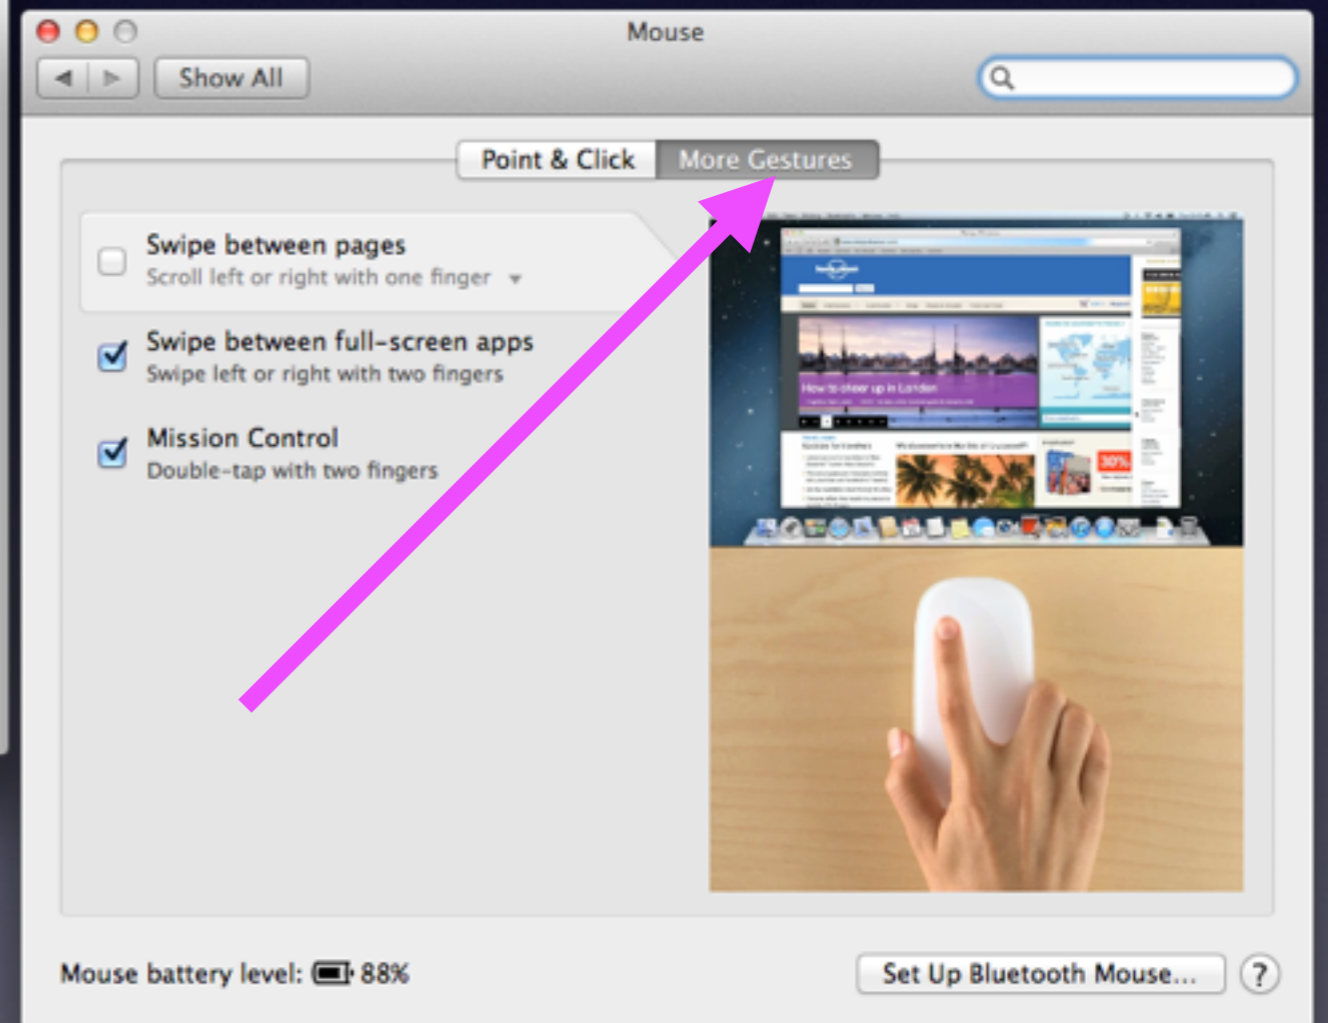 Mouse
Show All
Point & Click
More Gestures
Swipe between pages
Scroll left or right with one finger
Swipe between full-screen apps
Swipe left or right with two fingers
Mission Control
Double-tap with two fingers
How to cheer up in London
30%
Mouse battery level: 88%
Set Up Bluetooth Mouse...
?